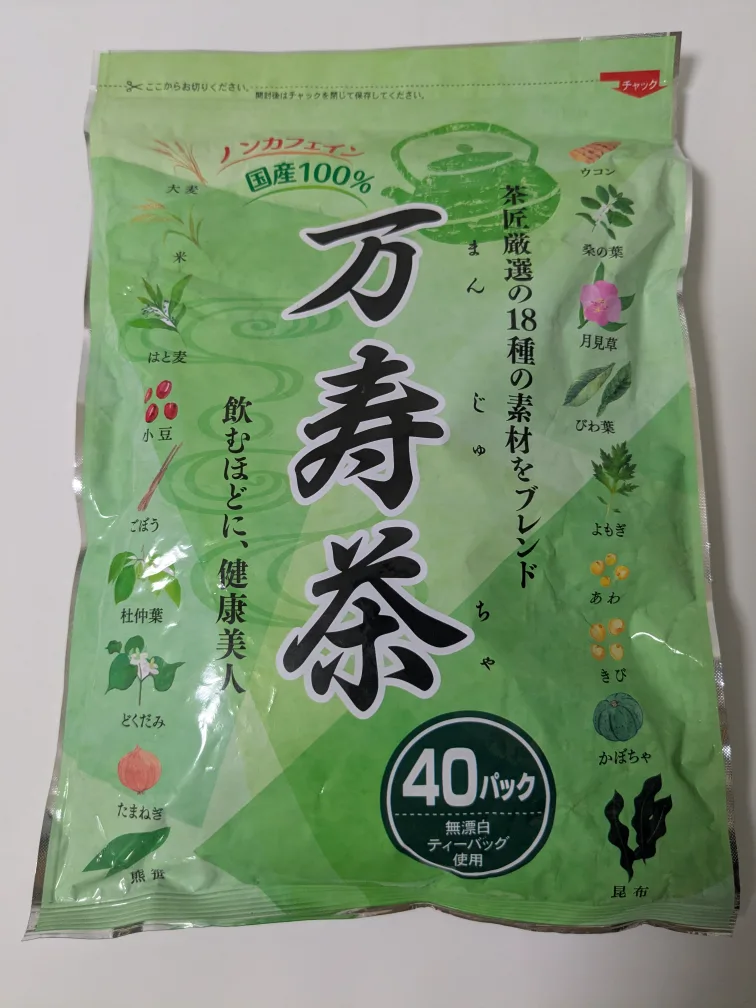 ここからお切りください。
開封後はチャックを閉じて保存してください。
チャック
ノンカフェイン
国産100%
茶匠厳選の18種の素材をブレンド
万寿茶
まんじゅちゃ
飲むほどに、健康美人
大麦
米
はと麦
小豆
ごぼう
杜仲葉
どくだみ
たまねぎ
熊笹
ウコン
桑の葉
月見草
びわ葉
よもぎ
あわ
きび
かぼちゃ
昆布
40パック
無漂白
ティーバッグ
使用